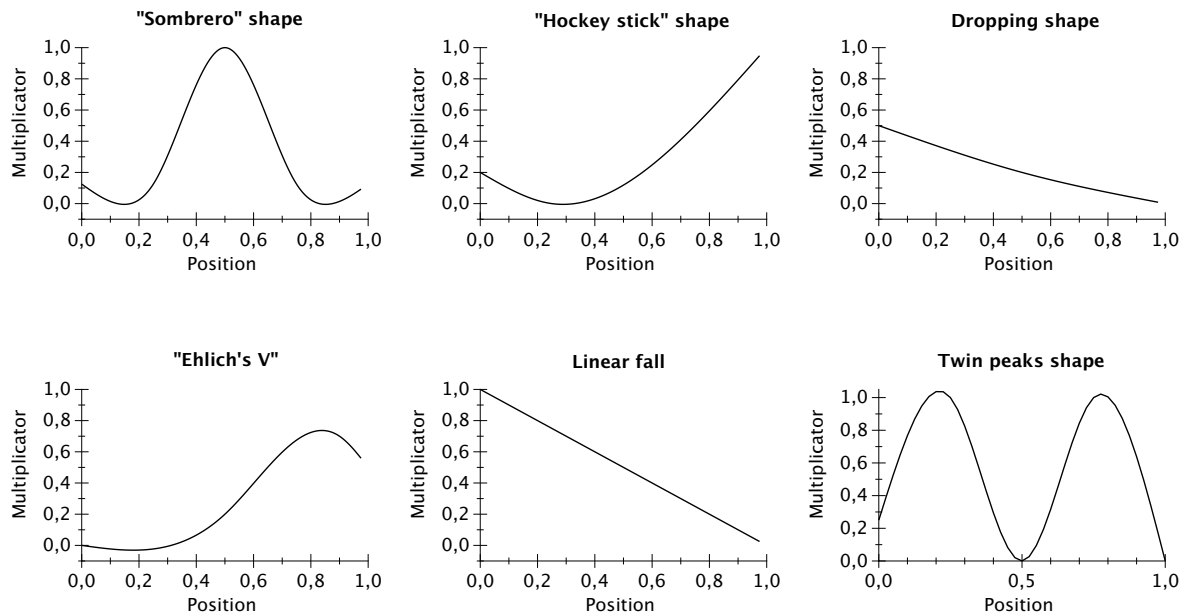 "Sombrero" shape
1,0
0,8
0,6
0,4
0,2
0,0
Multiplicator
0,0 0,2 0,4 0,6 0,8 1,0
Position
"Hockey stick" shape
1,0
0,8
0,6
0,4
0,2
0,0
Multiplicator
0,0 0,2 0,4 0,6 0,8 1,0
Position
Dropping shape
1,0
0,8
0,6
0,4
0,2
0,0
Multiplicator
0,0 0,2 0,4 0,6 0,8 1,0
Position
"Ehlich's V"
1,0
0,8
0,6
0,4
0,2
0,0
Multiplicator
0,0 0,2 0,4 0,6 0,8 1,0
Position
Linear fall
1,0
0,8
0,6
0,4
0,2
0,0
Multiplicator
0,0 0,2 0,4 0,6 0,8 1,0
Position
Twin peaks shape
1,0
0,8
0,6
0,4
0,2
0,0
Multiplicator
0,0 0,5 1,0
Position